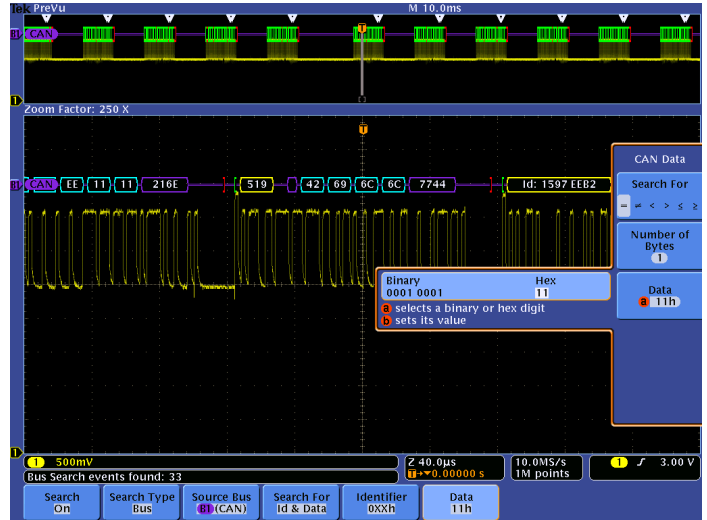 Tek PreVu M 10.0ms
B1 CAN
1
Zoom Factor: 250 X
T
B1 CAN EE 11 11 216E 519 42 69 6C 6C 7744 Id: 1597 EEB2
CAN Data
Search For
= ≠ < > ≤ ≥
Number of
Bytes
1
Data
a 11h
Binary Hex
0001 0001 11
a selects a binary or hex digit
b sets its value
1
1 500mV
Z 40.0µs
T→▾0.00000 s
10.0MS/s
1M points
1 ∫ 3.00 V
Bus Search events found: 33
Search
On
Search Type
Bus
Source Bus
B1 (CAN)
Search For
Id & Data
Identifier
0XXh
Data
11h